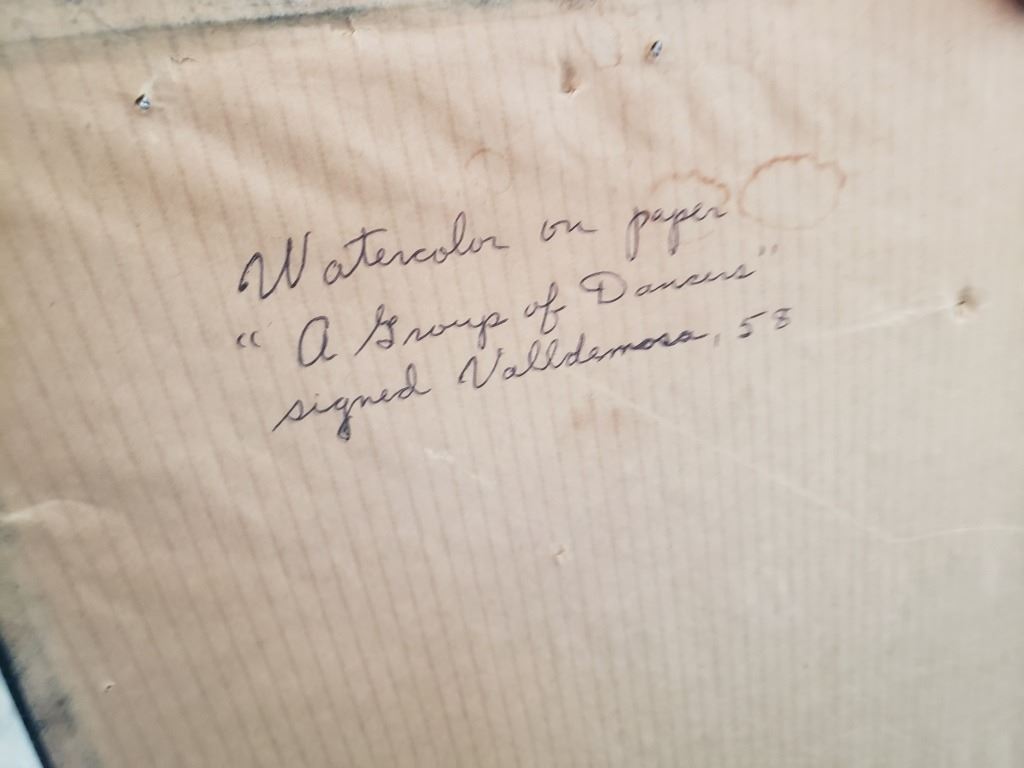 Watercolor on paper
“A Group of Dancers”
signed Valldemosa, 58